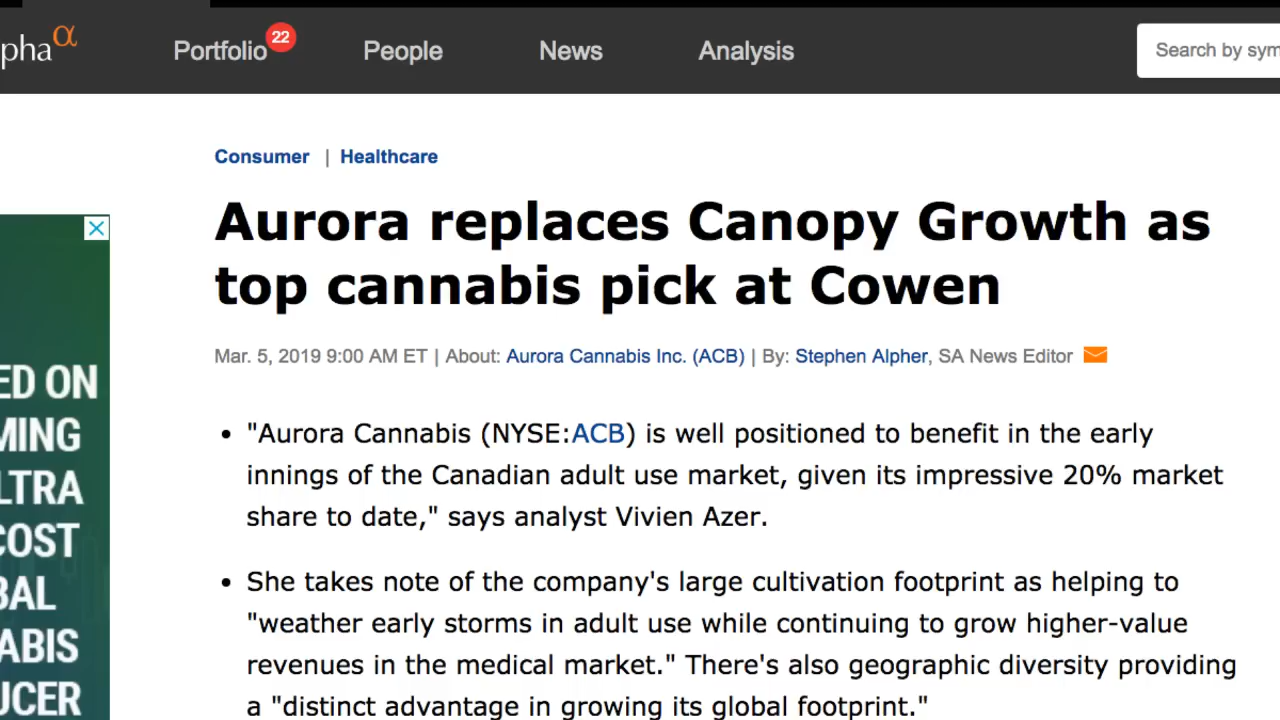 pha α
Portfolio 22 People News Analysis Search by sym
Consumer | Healthcare
Aurora replaces Canopy Growth as
top cannabis pick at Cowen
Mar. 5, 2019 9:00 AM ET | About: Aurora Cannabis Inc. (ACB) | By: Stephen Alpher, SA News Editor
• "Aurora Cannabis (NYSE:ACB) is well positioned to benefit in the early
innings of the Canadian adult use market, given its impressive 20% market
share to date," says analyst Vivien Azer.
• She takes note of the company's large cultivation footprint as helping to
"weather early storms in adult use while continuing to grow higher-value
revenues in the medical market." There's also geographic diversity providing
a "distinct advantage in growing its global footprint."
ED ON
MING
LTRA
COST
BAL
ABIS
UCER